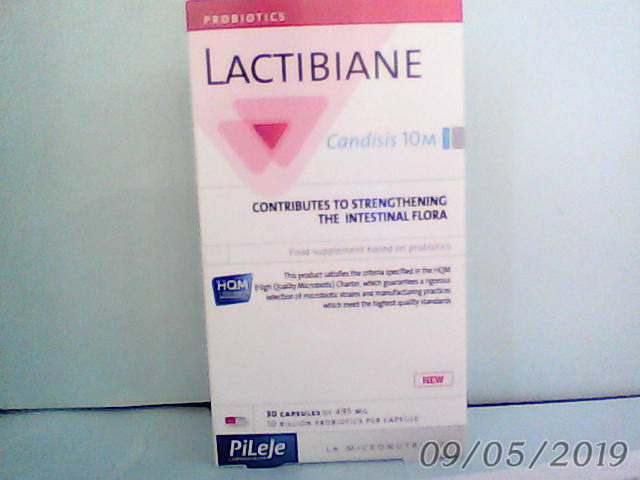 PROBIOTICS
LACTIBIANE
Candisis 10M
CONTRIBUTES TO STRENGTHENING
THE INTESTINAL FLORA
Food supplement based on probiotics
HQM
This product satisfies the criteria specified in the HQM
(High Quality Microbiotic) Charter, which guarantees a rigorous
selection of microbiotic strains and manufacturing practices
which meet the highest quality standards
NEW
30 CAPSULES OF 495 MG
10 BILLION PROBIOTICS PER CAPSULE
PiLeJe
LA
09/05/2019